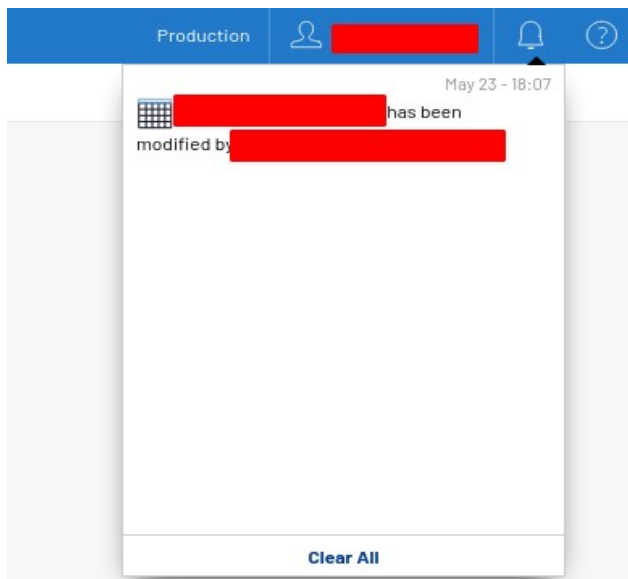 Production
May 23 - 18:07
has been
modified by
Clear All